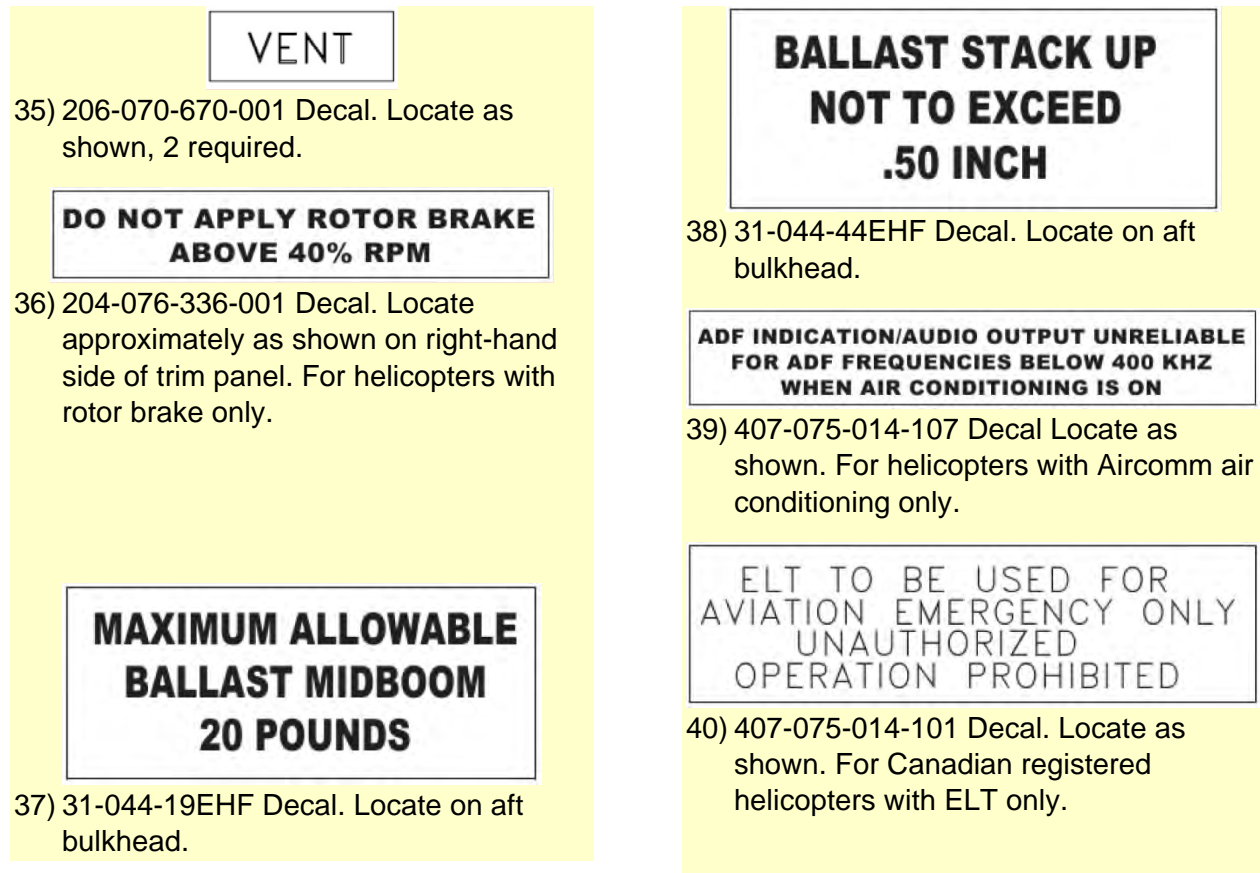 VENT
35) 206-070-670-001 Decal. Locate as
shown, 2 required.
DO NOT APPLY ROTOR BRAKE
ABOVE 40% RPM
36) 204-076-336-001 Decal. Locate
approximately as shown on right-hand
side of trim panel. For helicopters with
rotor brake only.
MAXIMUM ALLOWABLE
BALLAST MIDBOOM
20 POUNDS
37) 31-044-19EHF Decal. Locate on aft
bulkhead.
BALLAST STACK UP
NOT TO EXCEED
.50 INCH
38) 31-044-44EHF Decal. Locate on aft
bulkhead.
ADF INDICATION/AUDIO OUTPUT UNRELIABLE
FOR ADF FREQUENCIES BELOW 400 KHZ
WHEN AIR CONDITIONING IS ON
39) 407-075-014-107 Decal Locate as
shown. For helicopters with Aircomm air
conditioning only.
ELT TO BE USED FOR
AVIATION EMERGENCY ONLY
UNAUTHORIZED
OPERATION PROHIBITED
40) 407-075-014-101 Decal. Locate as
shown. For Canadian registered
helicopters with ELT only.